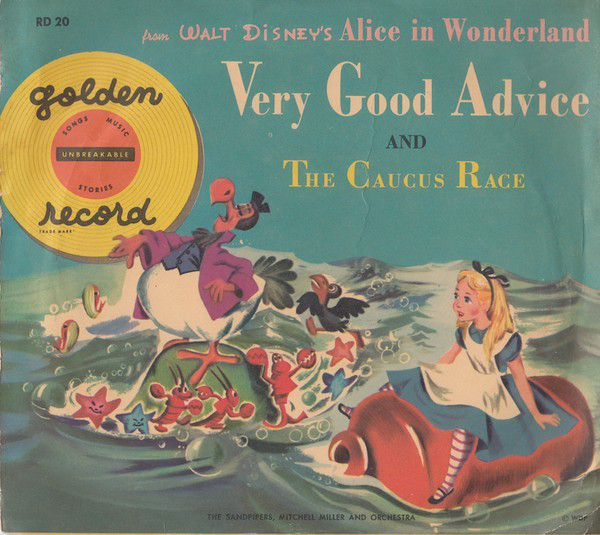 RD 20
from WALT DISNEY'S Alice in Wonderland
Very Good Advice
AND
THE CAUCUS RACE
golden
SONGS MUSIC
UNBREAKABLE
STORIES
record
TRADE MARK
THE SANDPIPERS, MITCHELL MILLER AND ORCHESTRA
© WDP